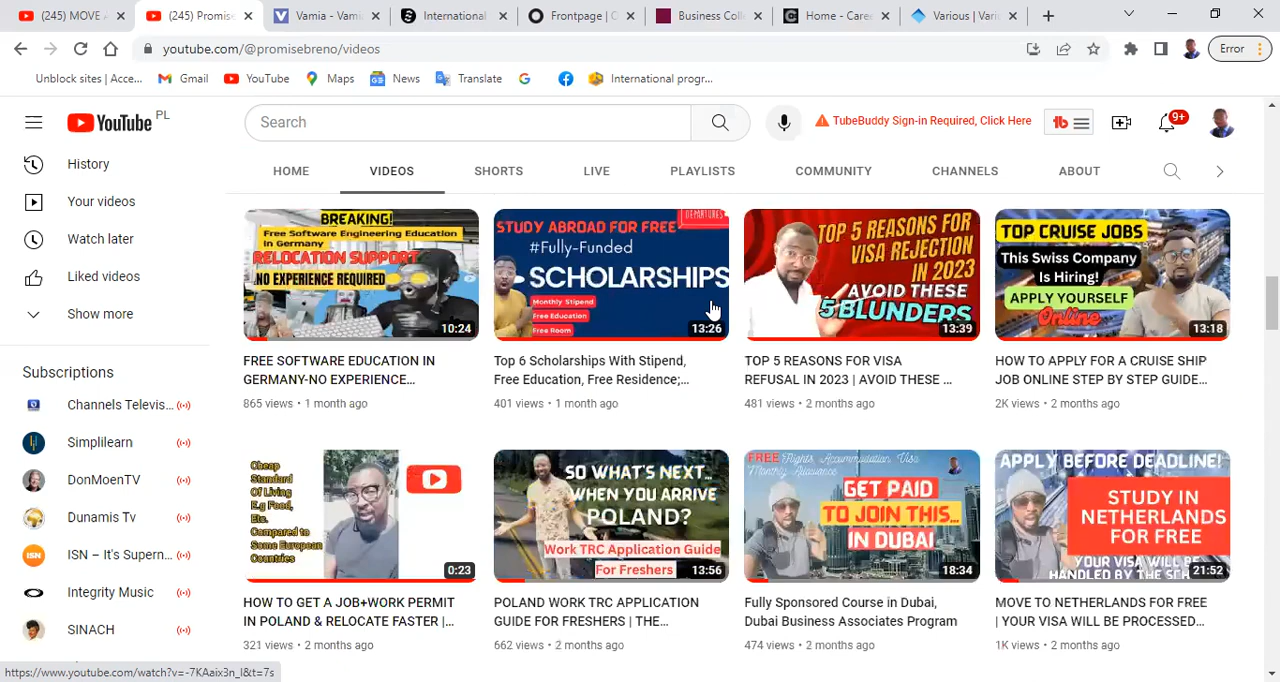 (245) MOVE A
(245) Promise
Vamia - Vam
International
Frontpage | C
Business Coll
Home - Caree
Various | Vari
youtube.com/@promisebreno/videos
Error
Unblock sites | Acce...
Gmail
YouTube
Maps
News
Translate
International progr...
YouTube PL
Search
TubeBuddy Sign-in Required, Click Here
tb
9+
History
Your videos
Watch later
Liked videos
Show more
Subscriptions
Channels Televis...
Simplilearn
DonMoenTV
Dunamis Tv
ISN – It's Supern...
Integrity Music
SINACH
HOME
VIDEOS
SHORTS
LIVE
PLAYLISTS
COMMUNITY
CHANNELS
ABOUT
BREAKING!
Free Software Engineering Education
in Germany
RELOCATION SUPPORT
NO EXPERIENCE REQUIRED
10:24
FREE SOFTWARE EDUCATION IN
GERMANY-NO EXPERIENCE...
865 views • 1 month ago
DEPARTURES
STUDY ABROAD FOR FREE
#Fully-Funded
SCHOLARSHIPS
Monthly Stipend
Free Education
Free Room
13:26
Top 6 Scholarships With Stipend,
Free Education, Free Residence;...
401 views • 1 month ago
TOP 5 REASONS FOR
VISA REJECTION
IN 2023
AVOID THESE
5 BLUNDERS
13:39
TOP 5 REASONS FOR VISA
REFUSAL IN 2023 | AVOID THESE ...
481 views • 2 months ago
TOP CRUISE JOBS
This Swiss Company
Is Hiring!
APPLY YOURSELF
Online
13:18
HOW TO APPLY FOR A CRUISE SHIP
JOB ONLINE STEP BY STEP GUIDE...
2K views • 2 months ago
Cheap
Standard
Of Living
E.g Food,
Etc.
Compared to
Some European
Countries
0:23
HOW TO GET A JOB+WORK PERMIT
IN POLAND & RELOCATE FASTER |...
321 views • 2 months ago
SO WHAT'S NEXT...
WHEN YOU ARRIVE
POLAND?
Work TRC Application Guide
For Freshers
13:56
POLAND WORK TRC APPLICATION
GUIDE FOR FRESHERS | THE...
662 views • 2 months ago
FREE Flights, Accommodation, Visa
Monthly Allowance
GET PAID
TO JOIN THIS...
IN DUBAI
18:34
Fully Sponsored Course in Dubai,
Dubai Business Associates Program
474 views • 2 months ago
APPLY BEFORE DEADLINE!
STUDY IN
NETHERLANDS
FOR FREE
YOUR VISA WILL BE
HANDLED BY THE SCH
21:52
MOVE TO NETHERLANDS FOR FREE
| YOUR VISA WILL BE PROCESSED...
1K views • 2 months ago
https://www.youtube.com/watch?v=-7KAaix3n_I&t=7s